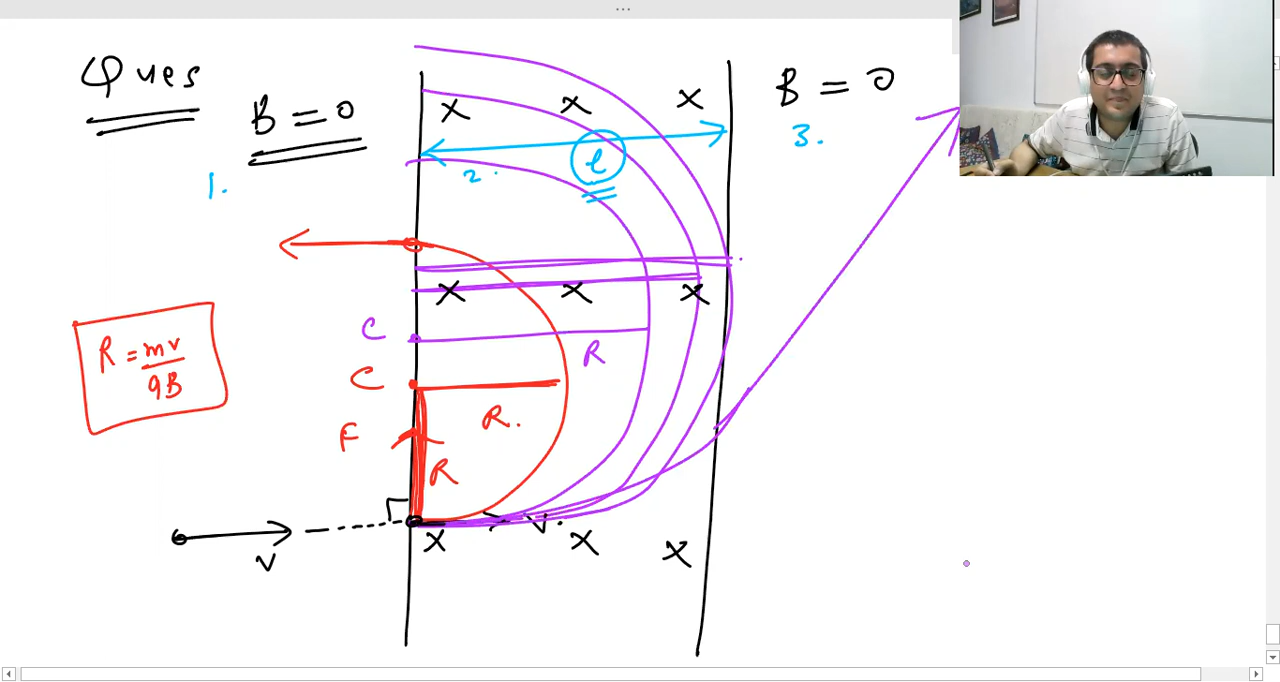 Ques
B = 0
1.
X X X
l
2.
B = 0
3.
X X X
R = mv/qB
C
R
C
R.
F
R
v
v.
X X X